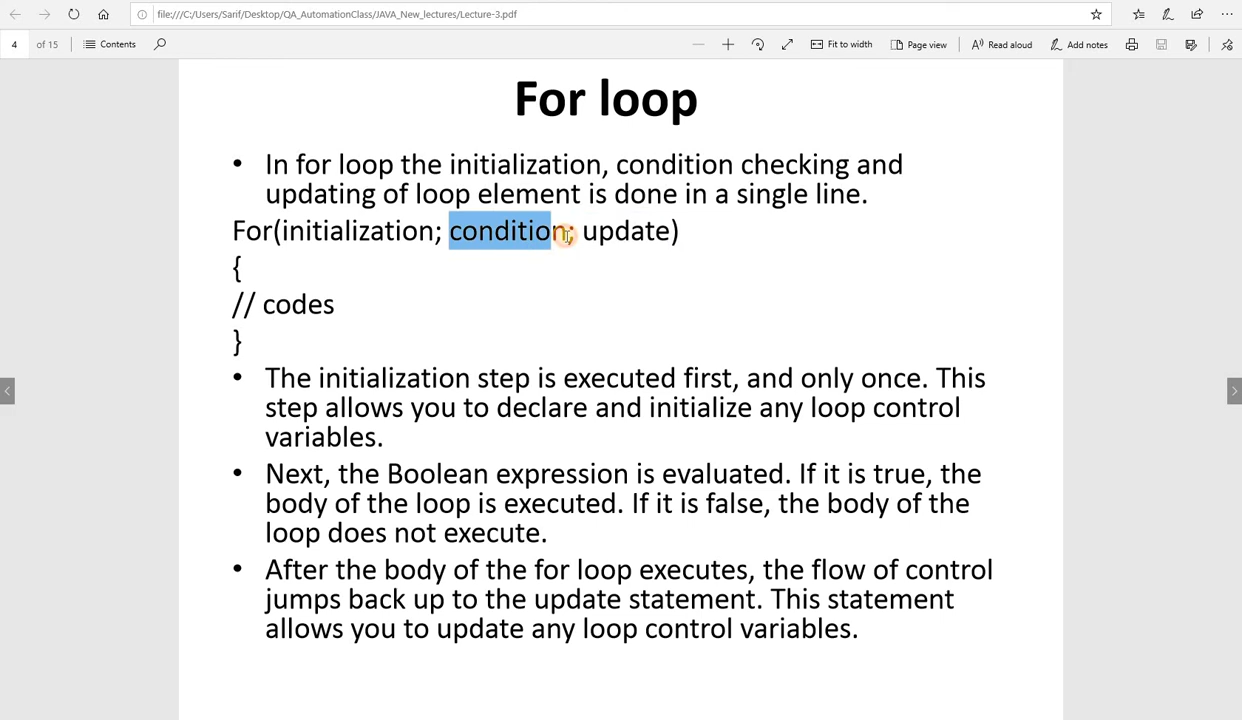 file:///C:/Users/Sarif/Desktop/QA_AutomationClass/JAVA_New_lectures/Lecture-3.pdf
4 of 15 Contents Fit to width Page view Read aloud Add notes
For loop
• In for loop the initialization, condition checking and
updating of loop element is done in a single line.
For(initialization; condition; update)
{
// codes
}
• The initialization step is executed first, and only once. This
step allows you to declare and initialize any loop control
variables.
• Next, the Boolean expression is evaluated. If it is true, the
body of the loop is executed. If it is false, the body of the
loop does not execute.
• After the body of the for loop executes, the flow of control
jumps back up to the update statement. This statement
allows you to update any loop control variables.